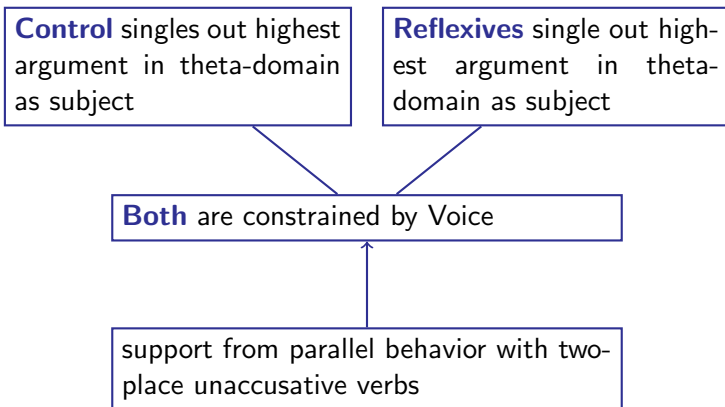 Control singles out highest
argument in theta-domain
as subject
Reflexives single out high-
est argument in theta-
domain as subject
Both are constrained by Voice
support from parallel behavior with two-
place unaccusative verbs